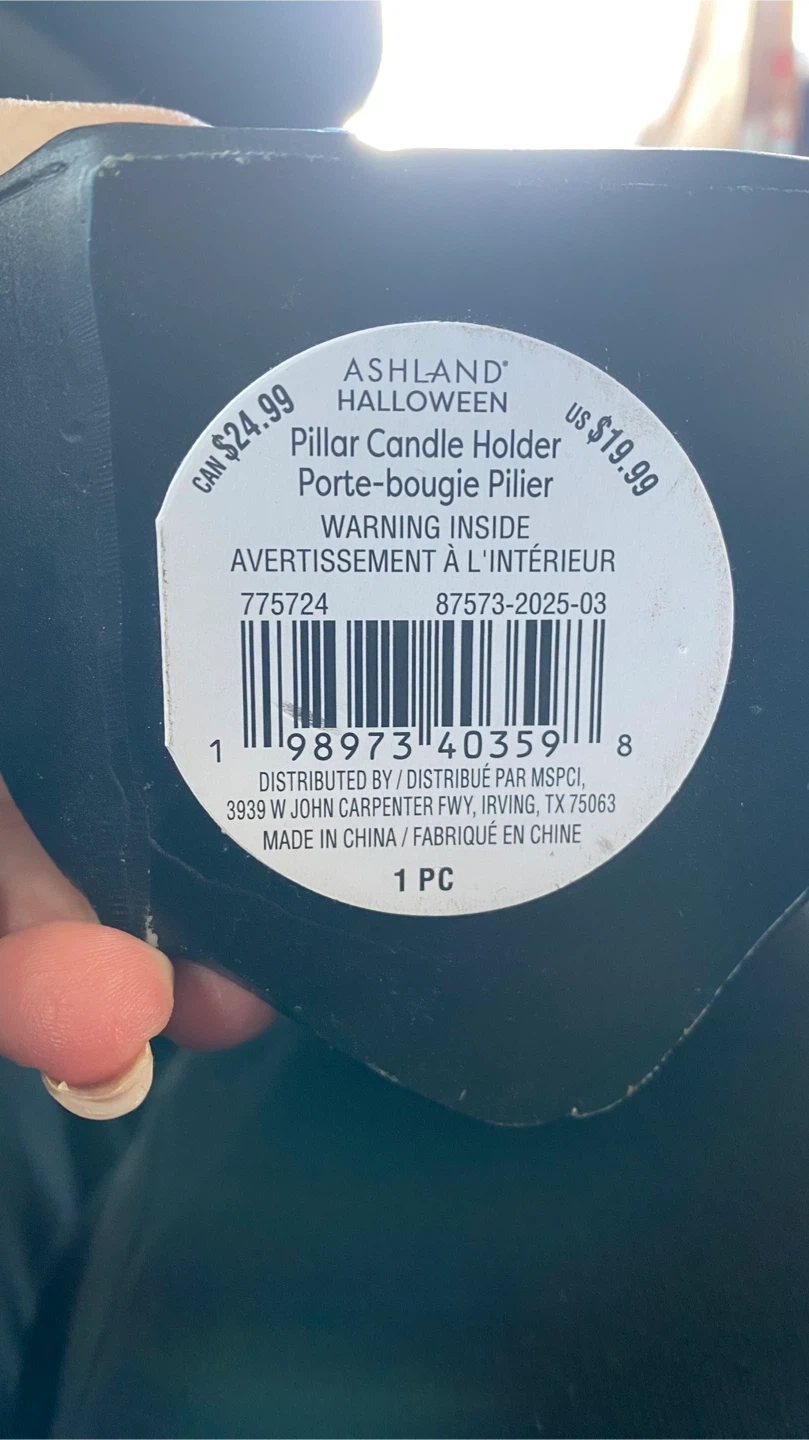 ASHLAND®
HALLOWEEN
CAN $24.99
US $19.99
Pillar Candle Holder
Porte-bougie Pilier
WARNING INSIDE
AVERTISSEMENT À L'INTÉRIEUR
775724 87573-2025-03
1 98973 40359 8
DISTRIBUTED BY / DISTRIBUÉ PAR MSPCI,
3939 W JOHN CARPENTER FWY, IRVING, TX 75063
MADE IN CHINA / FABRIQUÉ EN CHINE
1 PC